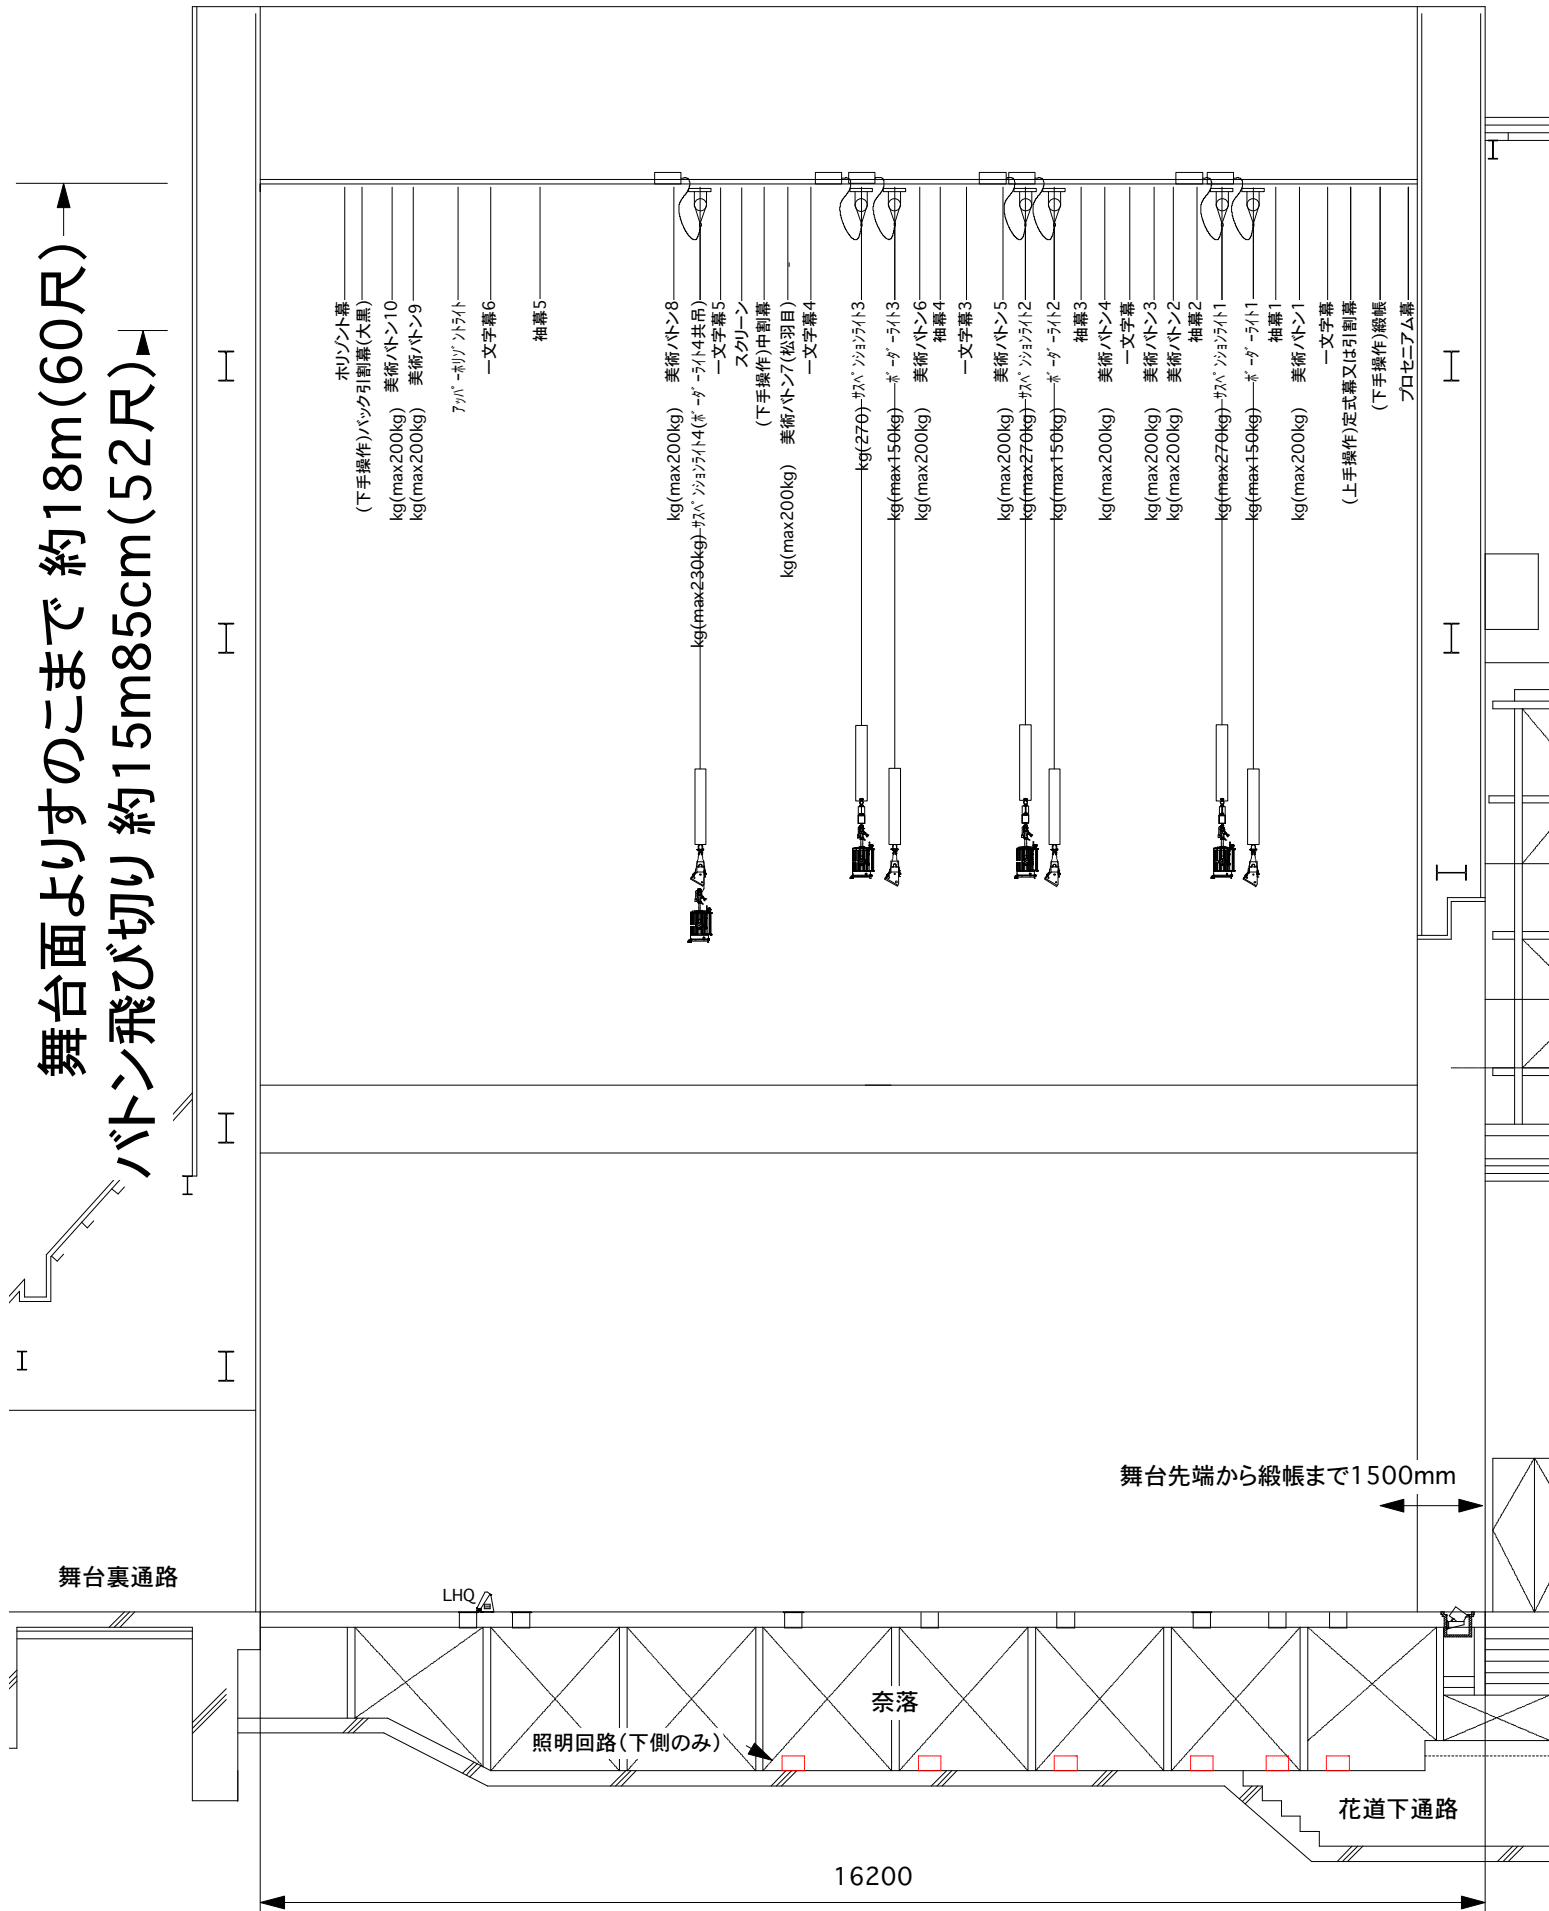 舞台面よりすのこまで 約18m(60尺)
バトン飛び切り 約15m85cm(52尺)
ホリゾント幕
(下手操作)バック引割幕(大黒)
kg(max200kg) 美術バトン10
kg(max200kg) 美術バトン9
アッパーホリゾントライト
一文字幕6
袖幕5
kg(max200kg) 美術バトン8
kg(max230kg) サスペンションライト4(ボーダーライト4共吊)
一文字幕5
スクリーン
(下手操作)中割幕
kg(max200kg) 美術バトン7(松羽目)
一文字幕4
kg(270) サスペンションライト3
kg(max150kg) ボーダーライト3
kg(max200kg) 美術バトン6
袖幕4
一文字幕3
kg(max200kg) 美術バトン5
kg(max270kg) サスペンションライト2
kg(max150kg) ボーダーライト2
袖幕3
kg(max200kg) 美術バトン4
一文字幕
kg(max200kg) 美術バトン3
kg(max200kg) 美術バトン2
袖幕2
kg(max270kg) サスペンションライト1
kg(max150kg) ボーダーライト1
袖幕1
kg(max200kg) 美術バトン1
一文字幕
(上手操作)定式幕又は引割幕
(下手操作)緞帳
プロセニアム幕
舞台先端から緞帳まで1500mm
舞台裏通路
LHQ
奈落
照明回路(下側のみ)
花道下通路
16200